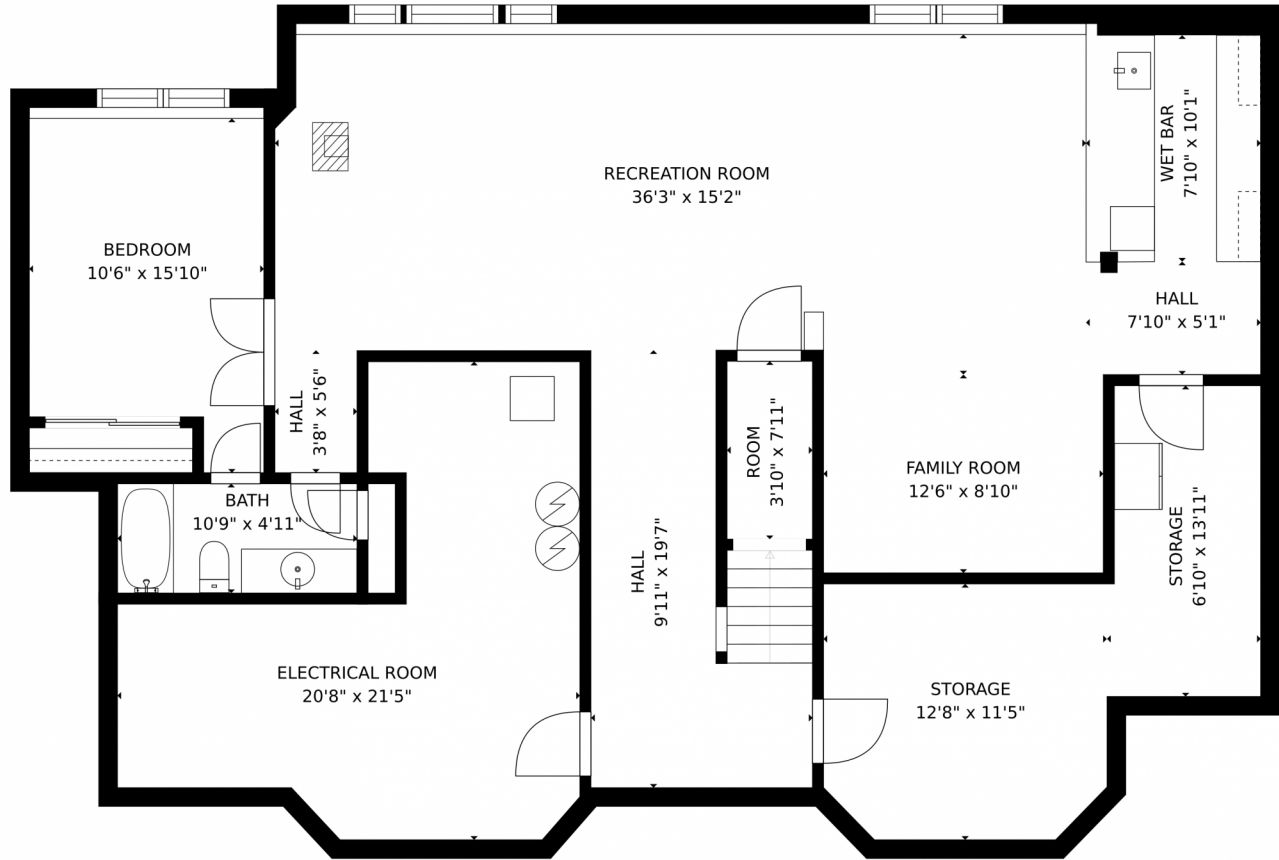 RECREATION ROOM
36'3" x 15'2"
WET BAR
7'10" x 10'1"
BEDROOM
10'6" x 15'10"
HALL
7'10" x 5'1"
HALL
3'8" x 5'6"
ROOM
3'10" x 7'11"
FAMILY ROOM
12'6" x 8'10"
BATH
10'9" x 4'11"
STORAGE
6'10" x 13'11"
HALL
9'11" x 19'7"
ELECTRICAL ROOM
20'8" x 21'5"
STORAGE
12'8" x 11'5"